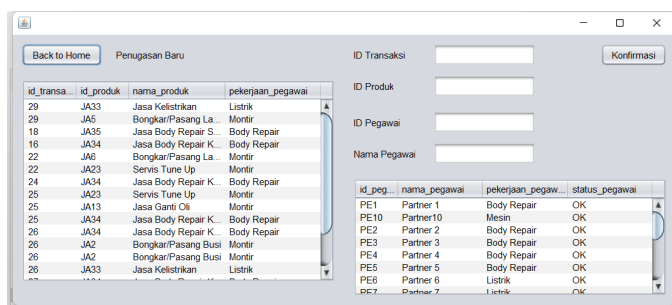 Back to Home
Penugasan Baru
ID Transaksi
Konfirmasi
ID Produk
ID Pegawai
Nama Pegawai
id_transa... id_produk nama_produk pekerjaan_pegawai
29 JA33 Jasa Kelistrikan Listrik
29 JA5 Bongkar/Pasang La... Montir
18 JA35 Jasa Body Repair S... Body Repair
16 JA34 Jasa Body Repair K... Body Repair
22 JA6 Bongkar/Pasang La... Montir
22 JA23 Servis Tune Up Montir
24 JA34 Jasa Body Repair K... Body Repair
25 JA23 Servis Tune Up Montir
25 JA13 Jasa Ganti Oli Montir
25 JA34 Jasa Body Repair K... Body Repair
26 JA34 Jasa Body Repair K... Body Repair
26 JA2 Bongkar/Pasang Busi Montir
26 JA2 Bongkar/Pasang Busi Montir
26 JA33 Jasa Kelistrikan Listrik
id_peg... nama_pegawai pekerjaan_pegaw... status_pegawai
PE1 Partner 1 Body Repair OK
PE10 Partner10 Mesin OK
PE2 Partner 2 Body Repair OK
PE3 Partner 3 Body Repair OK
PE4 Partner 4 Body Repair OK
PE5 Partner 5 Body Repair OK
PE6 Partner 6 Listrik OK
PE7 Partner 7 Listrik OK